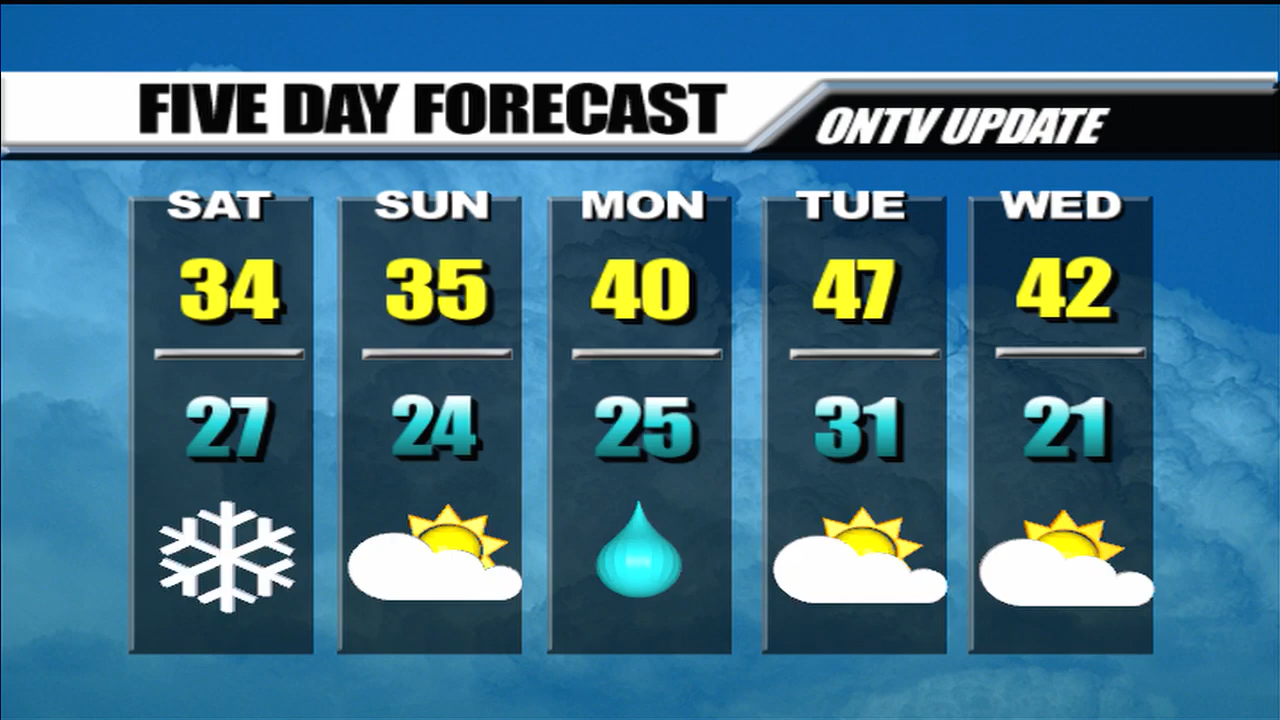 FIVE DAY FORECAST
ONTV UPDATE
SAT SUN MON TUE WED
34 35 40 47 42
27 24 25 31 21